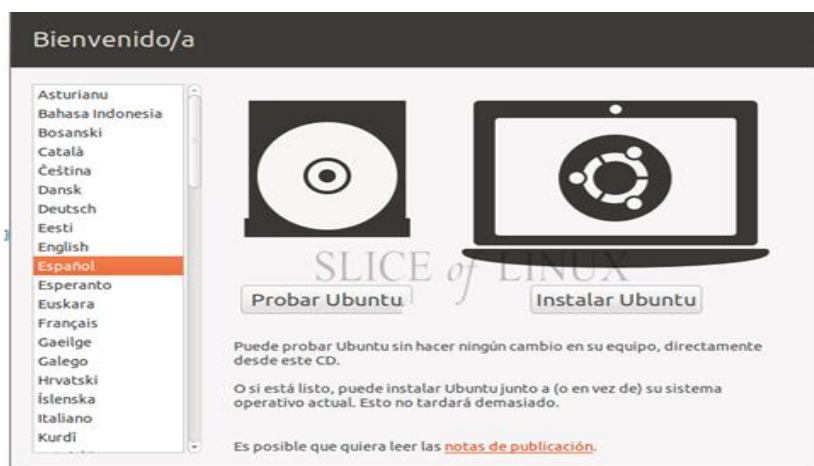 Bienvenido/a
Asturianu
Bahasa Indonesia
Bosanski
Català
Čeština
Dansk
Deutsch
Eesti
English
Español
Esperanto
Euskara
Français
Gaeilge
Galego
Hrvatski
Íslenska
Italiano
Kurdî
SLICE of LINUX
Probar Ubuntu
Instalar Ubuntu
Puede probar Ubuntu sin hacer ningún cambio en su equipo, directamente
desde este CD.
O si está listo, puede instalar Ubuntu junto a (o en vez de) su sistema
operativo actual. Esto no tardará demasiado.
Es posible que quiera leer las notas de publicación.